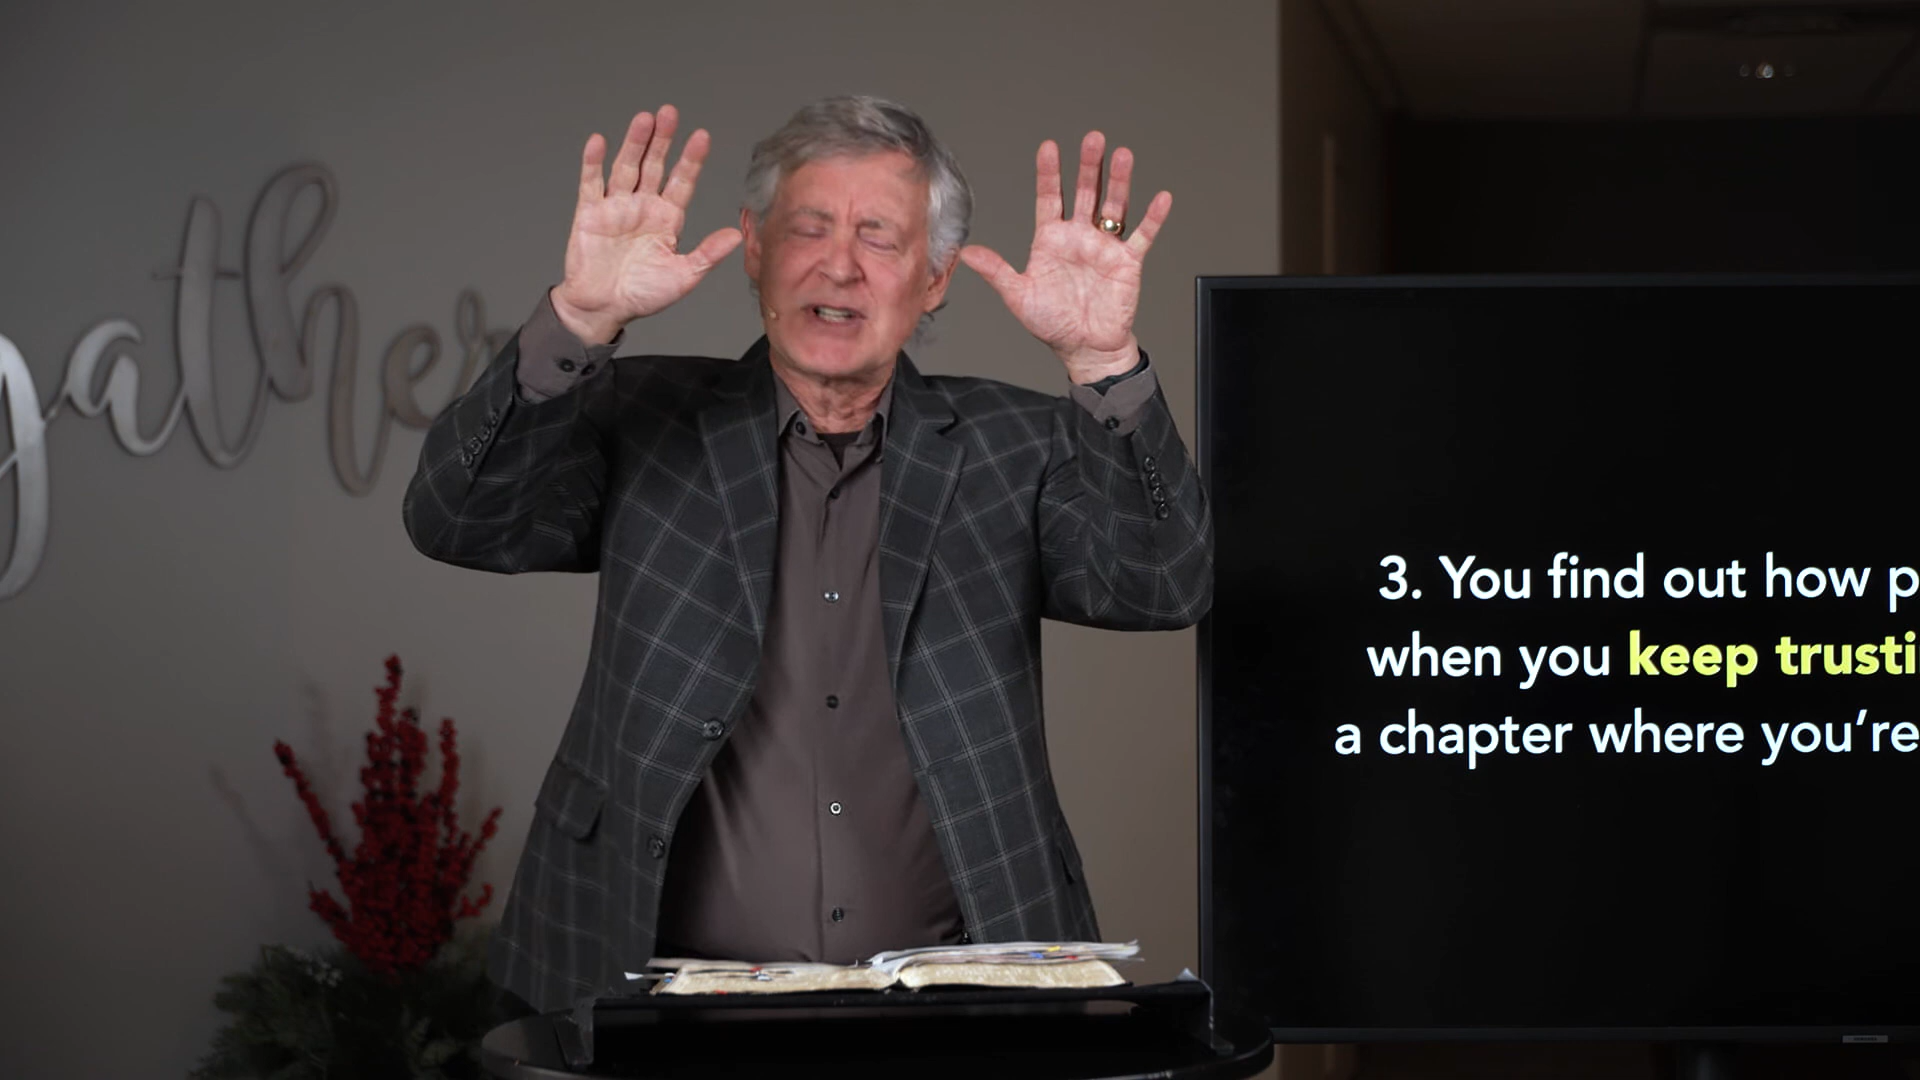 gather
3. You find out how p
when you keep trusti
a chapter where you're